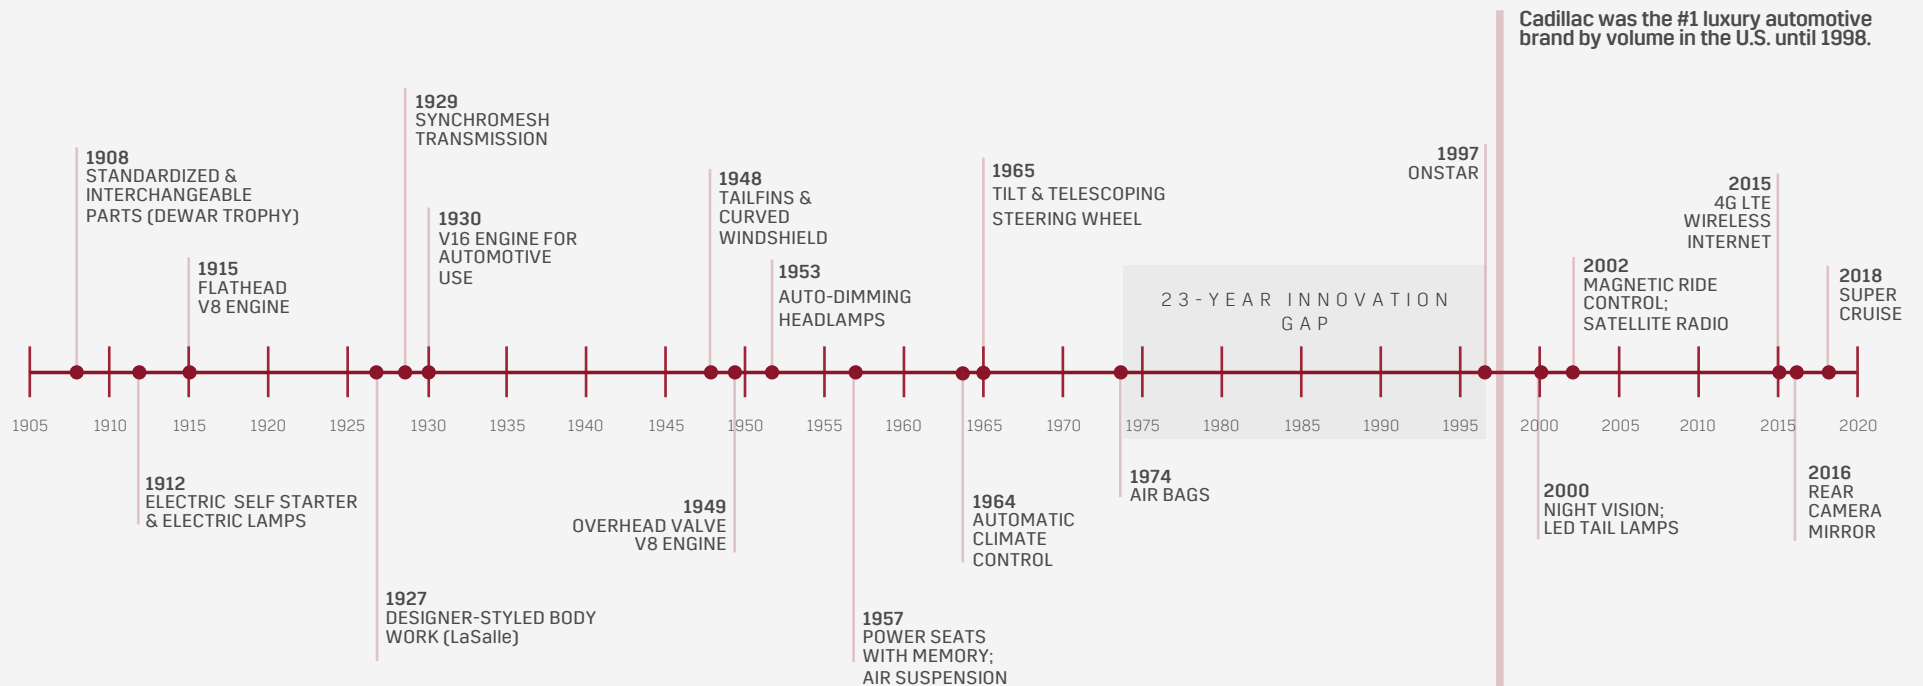 Cadillac was the #1 luxury automotive
brand by volume in the U.S. until 1998.
1908
STANDARDIZED &
INTERCHANGEABLE
PARTS (DEWAR TROPHY)
1915
FLATHEAD
V8 ENGINE
1929
SYNCHROMESH
TRANSMISSION
1930
V16 ENGINE FOR
AUTOMOTIVE
USE
1948
TAILFINS &
CURVED
WINDSHIELD
1953
AUTO-DIMMING
HEADLAMPS
1965
TILT & TELESCOPING
STEERING WHEEL
23-YEAR INNOVATION
GAP
1997
ONSTAR
2002
MAGNETIC RIDE
CONTROL;
SATELLITE RADIO
2015
4G LTE
WIRELESS
INTERNET
2018
SUPER
CRUISE
1905 1910 1915 1920 1925 1930 1935 1940 1945 1950 1955 1960 1965 1970 1975 1980 1985 1990 1995 2000 2005 2010 2015 2020
1912
ELECTRIC SELF STARTER
& ELECTRIC LAMPS
1927
DESIGNER-STYLED BODY
WORK (LaSalle)
1949
OVERHEAD VALVE
V8 ENGINE
1957
POWER SEATS
WITH MEMORY;
AIR SUSPENSION
1964
AUTOMATIC
CLIMATE
CONTROL
1974
AIR BAGS
2000
NIGHT VISION;
LED TAIL LAMPS
2016
REAR
CAMERA
MIRROR